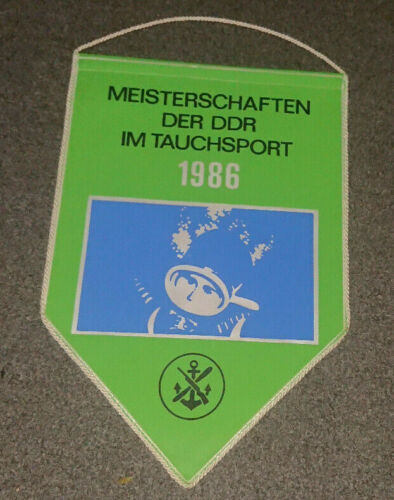 MEISTERSCHAFTEN
DER DDR
IM TAUCHSPORT
1986